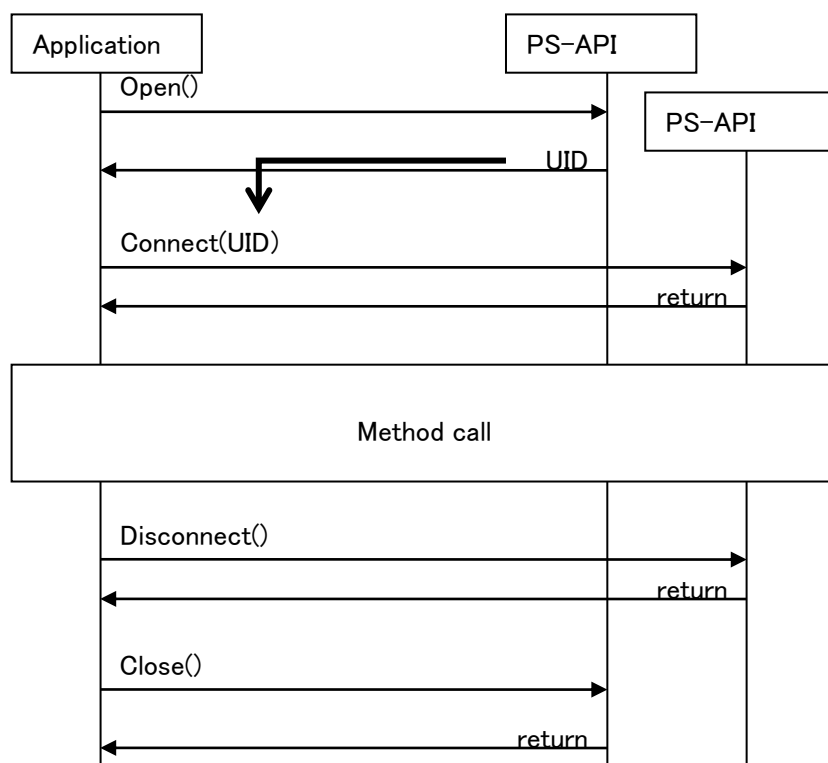 Application
PS-API
PS-API
Open()
UID
Connect(UID)
return
Method call
Disconnect()
return
Close()
return